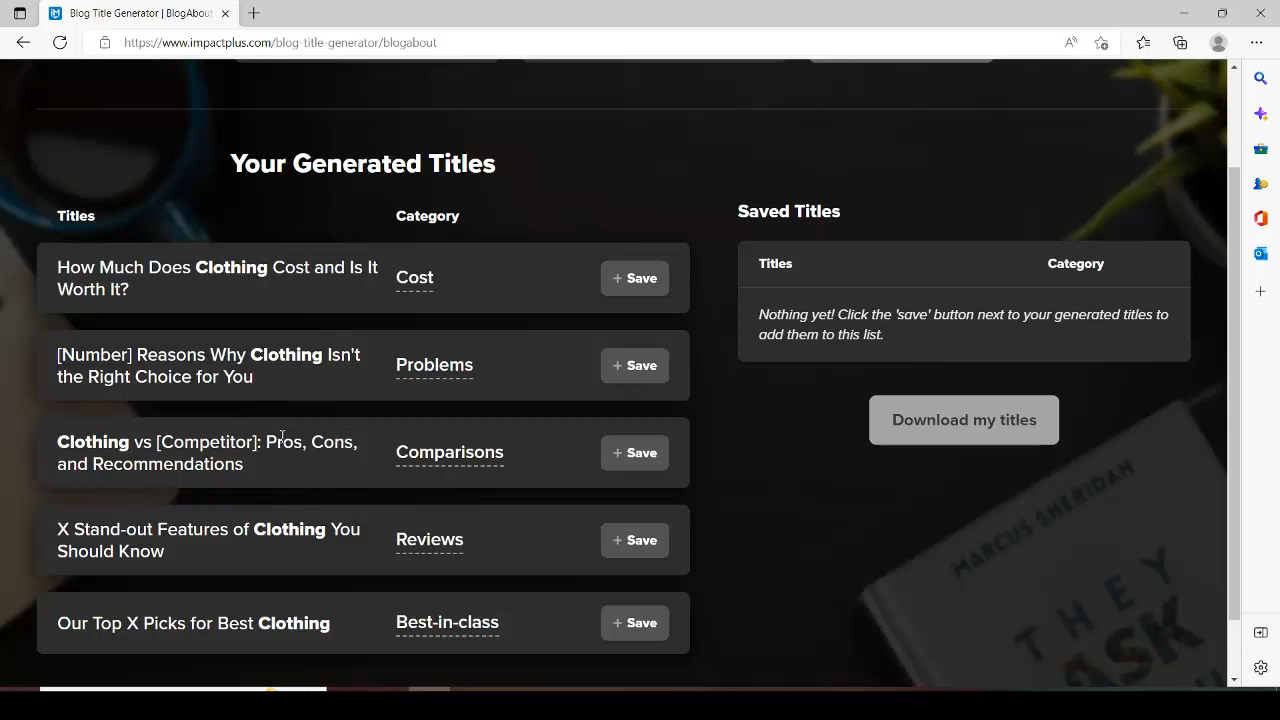 Blog Title Generator | BlogAbout
https://www.impactplus.com/blog-title-generator/blogabout
Your Generated Titles
Titles
Category
How Much Does Clothing Cost and Is It
Worth It?
Cost
+ Save
[Number] Reasons Why Clothing Isn't
the Right Choice for You
Problems
+ Save
Clothing vs [Competitor]: Pros, Cons,
and Recommendations
Comparisons
+ Save
X Stand-out Features of Clothing You
Should Know
Reviews
+ Save
Our Top X Picks for Best Clothing
Best-in-class
+ Save
Saved Titles
Titles
Category
Nothing yet! Click the 'save' button next to your generated titles to
add them to this list.
Download my titles
MARCUS SHERIDAN
THEY
ASK